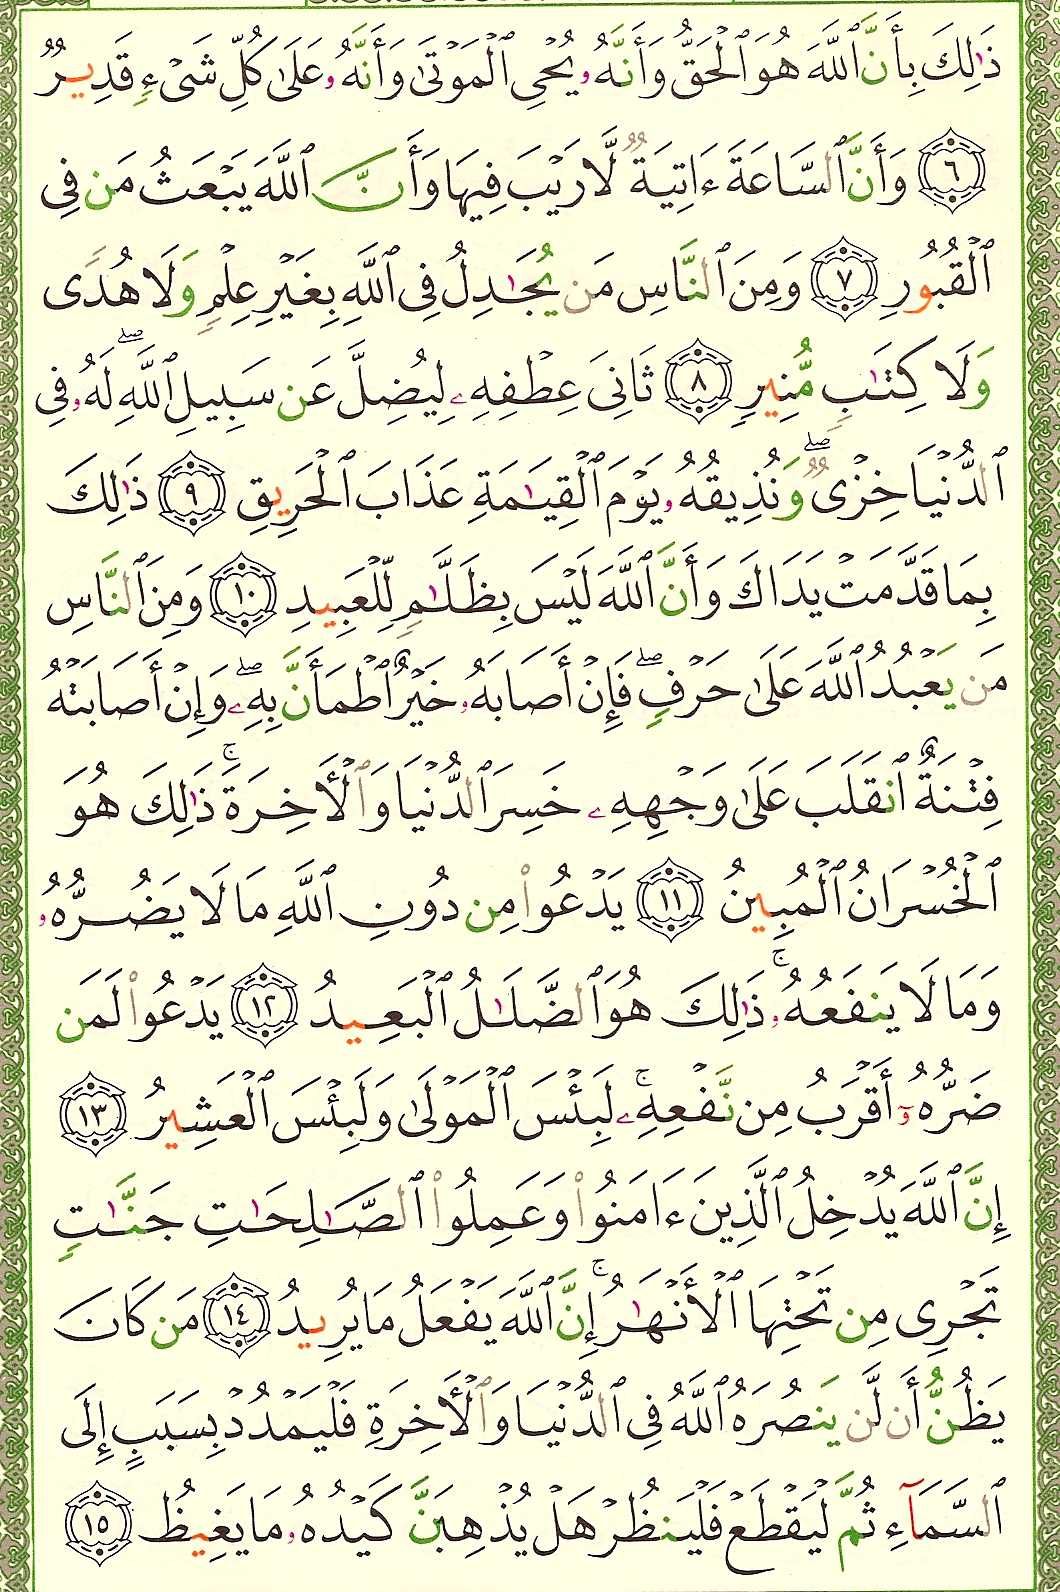 ذَٰلِكَ بِأَنَّ ٱللَّهَ هُوَ ٱلْحَقُّ وَأَنَّهُۥ يُحْىِ ٱلْمَوْتَىٰ وَأَنَّهُۥ عَلَىٰ كُلِّ شَىْءٍ قَدِيرٌ
﴿٦﴾ وَأَنَّ ٱلسَّاعَةَ ءَاتِيَةٌ لَّا رَيْبَ فِيهَا وَأَنَّ ٱللَّهَ يَبْعَثُ مَن فِى
ٱلْقُبُورِ ﴿٧﴾ وَمِنَ ٱلنَّاسِ مَن يُجَٰدِلُ فِى ٱللَّهِ بِغَيْرِ عِلْمٍ وَلَا هُدًى
وَلَا كِتَٰبٍ مُّنِيرٍ ﴿٨﴾ ثَانِىَ عِطْفِهِۦ لِيُضِلَّ عَن سَبِيلِ ٱللَّهِ ۖ لَهُۥ فِى
ٱلدُّنْيَا خِزْىٌ ۖ وَنُذِيقُهُۥ يَوْمَ ٱلْقِيَٰمَةِ عَذَابَ ٱلْحَرِيقِ ﴿٩﴾ ذَٰلِكَ
بِمَا قَدَّمَتْ يَدَاكَ وَأَنَّ ٱللَّهَ لَيْسَ بِظَلَّٰمٍ لِّلْعَبِيدِ ﴿١٠﴾ وَمِنَ ٱلنَّاسِ
مَن يَعْبُدُ ٱللَّهَ عَلَىٰ حَرْفٍ ۖ فَإِنْ أَصَابَهُۥ خَيْرٌ ٱطْمَأَنَّ بِهِۦ ۖ وَإِنْ أَصَابَتْهُ
فِتْنَةٌ ٱنقَلَبَ عَلَىٰ وَجْهِهِۦ خَسِرَ ٱلدُّنْيَا وَٱلْأَخِرَةَ ۚ ذَٰلِكَ هُوَ
ٱلْخُسْرَانُ ٱلْمُبِينُ ﴿١١﴾ يَدْعُوا۟ مِن دُونِ ٱللَّهِ مَا لَا يَضُرُّهُۥ
وَمَا لَا يَنفَعُهُۥ ۚ ذَٰلِكَ هُوَ ٱلضَّلَٰلُ ٱلْبَعِيدُ ﴿١٢﴾ يَدْعُوا۟ لَمَن
ضَرُّهُۥٓ أَقْرَبُ مِن نَّفْعِهِۦ ۚ لَبِئْسَ ٱلْمَوْلَىٰ وَلَبِئْسَ ٱلْعَشِيرُ ﴿١٣﴾
إِنَّ ٱللَّهَ يُدْخِلُ ٱلَّذِينَ ءَامَنُوا۟ وَعَمِلُوا۟ ٱلصَّٰلِحَٰتِ جَنَّٰتٍ
تَجْرِى مِن تَحْتِهَا ٱلْأَنْهَٰرُ ۚ إِنَّ ٱللَّهَ يَفْعَلُ مَا يُرِيدُ ﴿١٤﴾ مَن كَانَ
يَظُنُّ أَن لَّن يَنصُرَهُ ٱللَّهُ فِى ٱلدُّنْيَا وَٱلْأَخِرَةِ فَلْيَمْدُدْ بِسَبَبٍ إِلَى
ٱلسَّمَآءِ ثُمَّ لْيَقْطَعْ فَلْيَنظُرْ هَلْ يُذْهِبَنَّ كَيْدُهُۥ مَا يَغِيظُ ﴿١٥﴾